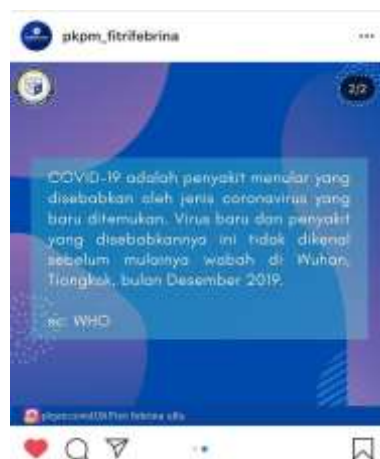 pkpm_fitrifebrina
2/2
COVID-19 adalah penyakit menular yang
disebabkan oleh jenis coronavirus yang
baru ditemukan. Virus baru dan penyakit
yang disebabkannya ini tidak dikenal
sebelum mulainya wabah di Wuhan,
Tiongkok, bulan Desember 2019.
sc: WHO